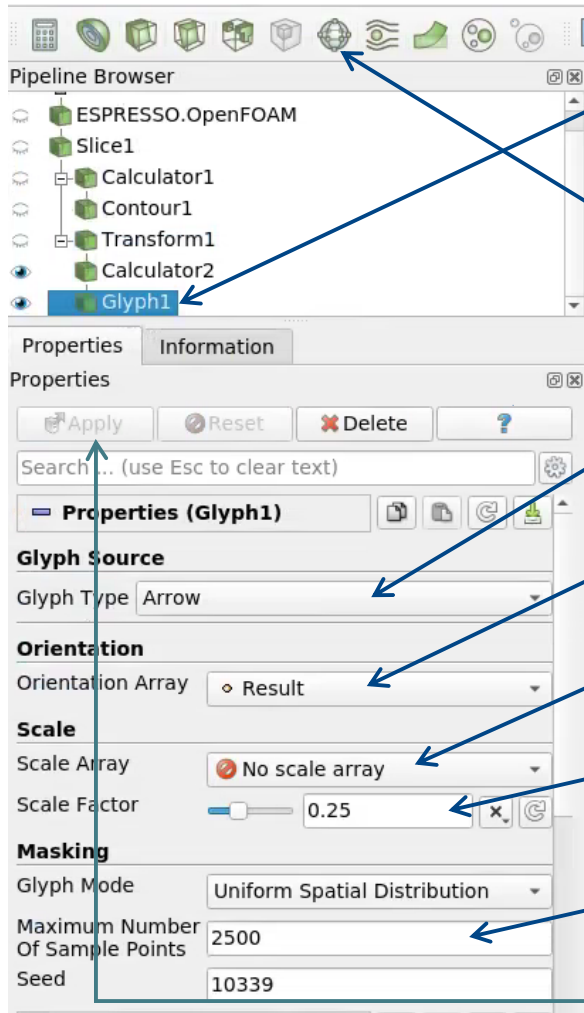 Pipeline Browser
ESPRESSO.OpenFOAM
Slice1
Calculator1
Contour1
Transform1
Calculator2
Glyph1
Properties Information
Properties
Apply Reset Delete ?
Search ... (use Esc to clear text)
Properties (Glyph1)
Glyph Source
Glyph Type Arrow
Orientation
Orientation Array Result
Scale
Scale Array No scale array
Scale Factor 0.25
Masking
Glyph Mode Uniform Spatial Distribution
Maximum Number
Of Sample Points 2500
Seed 10339